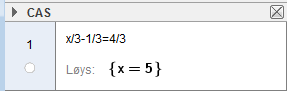 CAS
1
x/3-1/3=4/3
Løys: {x = 5}